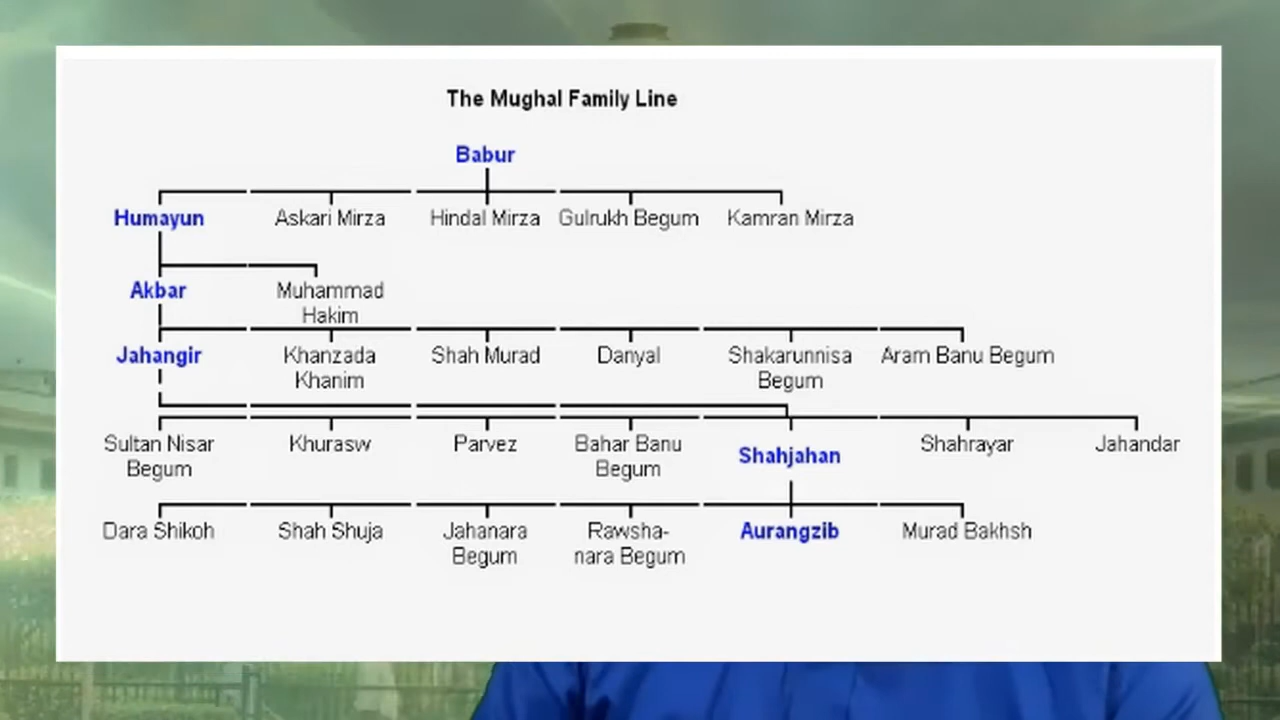 The Mughal Family Line
Babur
Humayun Askari Mirza Hindal Mirza Gulrukh Begum Kamran Mirza
Akbar Muhammad
Hakim
Jahangir Khanzada Shah Murad Danyal Shakarunnisa Aram Banu Begum
Khanim Begum
Sultan Nisar Khurasw Parvez Bahar Banu Shahjahan Shahrayar Jahandar
Begum Begum
Dara Shikoh Shah Shuja Jahanara Rawsha- Aurangzib Murad Bakhsh
Begum nara Begum